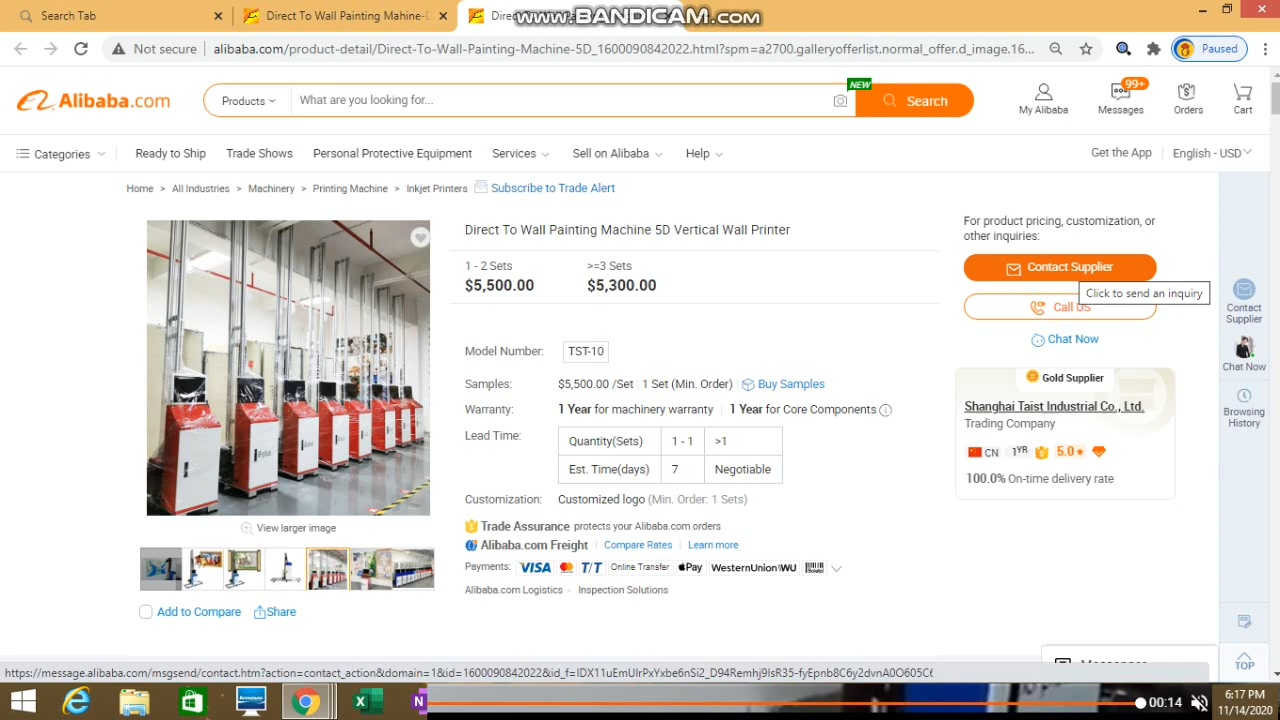 Search Tab
Direct To Wall Painting Mahine-D
Direct To Wall Painting
www.BANDICAM.com
Not secure
alibaba.com/product-detail/Direct-To-Wall-Painting-Machine-5D_1600090842022.html?spm=a2700.galleryofferlist.normal_offer.d_image.16...
Paused
Alibaba.com
Products
What are you looking for...
NEW
Search
99+
My Alibaba
Messages
Orders
Cart
Categories
Ready to Ship
Trade Shows
Personal Protective Equipment
Services
Sell on Alibaba
Help
Get the App
English - USD
Home > All Industries > Machinery > Printing Machine > Inkjet Printers
Subscribe to Trade Alert
Direct To Wall Painting Machine 5D Vertical Wall Printer
1 - 2 Sets
>=3 Sets
$5,500.00
$5,300.00
Model Number:
TST-10
Samples:
$5,500.00 /Set
1 Set (Min. Order)
Buy Samples
Warranty:
1 Year for machinery warranty
1 Year for Core Components
Lead Time:
Quantity(Sets)
1 - 1
>1
Est. Time(days)
7
Negotiable
Customization:
Customized logo (Min. Order: 1 Sets)
Trade Assurance protects your Alibaba.com orders
Alibaba.com Freight
Compare Rates
Learn more
Payments:
VISA
T/T
Online Transfer
Pay
WesternUnion WU
Alibaba.com Logistics · Inspection Solutions
View larger image
Add to Compare
Share
For product pricing, customization, or
other inquiries:
Contact Supplier
Click to send an inquiry
Call US
Chat Now
Gold Supplier
Shanghai Taist Industrial Co., Ltd.
Trading Company
CN
1YR
5.0
100.0% On-time delivery rate
Contact
Supplier
Chat Now
Browsing
History
TOP
Messenger
https://message.alibaba.com/msgsend/contact.htm?action=contact_action&domain=1&id=1600090842022&id_f=IDX11uEmUIrPxYxbe6nSi2_D94Remhj9IsR35-fyEpnb8C6y2dvnA0O605C6
00:14
6:17 PM
11/14/2020